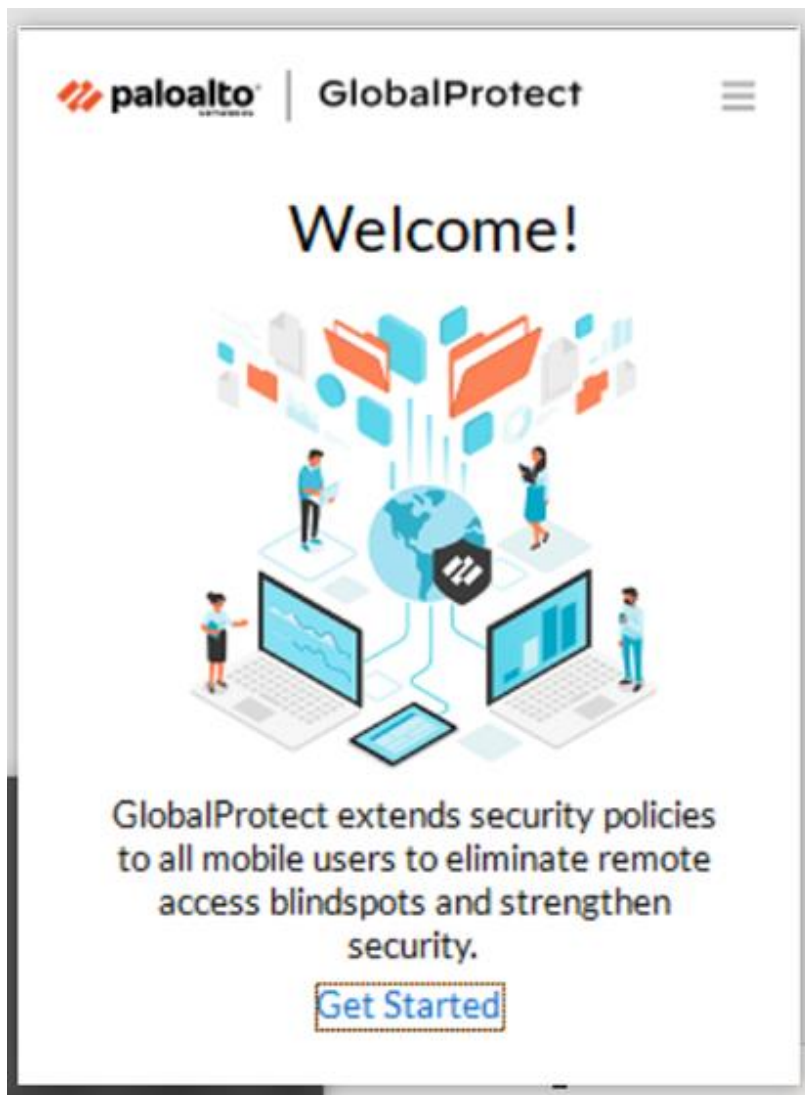 paloalto
NETWORKS
GlobalProtect
Welcome!
GlobalProtect extends security policies
to all mobile users to eliminate remote
access blindspots and strengthen
security.
Get Started